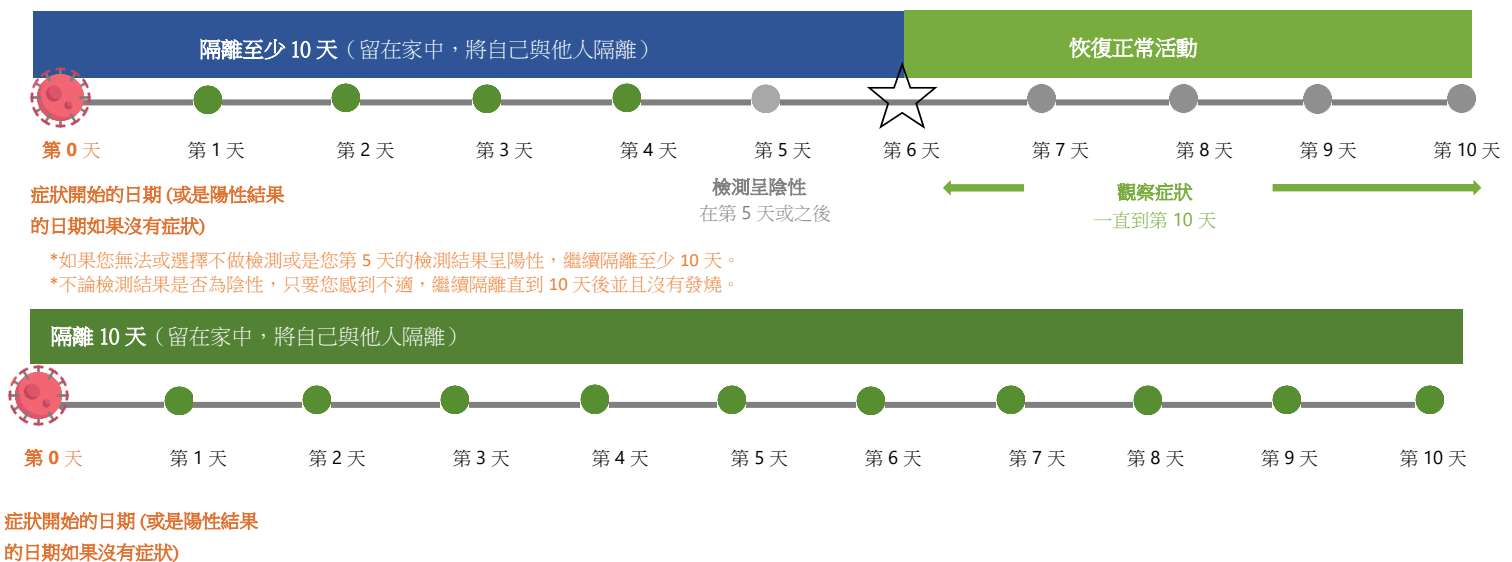 隔離至少 10 天（留在家中，將自己與他人隔離）
恢復正常活動
第 0 天
第 1 天
第 2 天
第 3 天
第 4 天
第 5 天
第 6 天
第 7 天
第 8 天
第 9 天
第 10 天
症狀開始的日期 (或是陽性結果
的日期如果沒有症狀)
檢測呈陰性
在第 5 天或之後
觀察症狀
一直到第 10 天
*如果您無法或選擇不做檢測或是您第 5 天的檢測結果呈陽性，繼續隔離至少 10 天。
*不論檢測結果是否為陰性，只要您感到不適，繼續隔離直到 10 天後並且沒有發燒。
隔離 10 天（留在家中，將自己與他人隔離）
第 0 天
第 1 天
第 2 天
第 3 天
第 4 天
第 5 天
第 6 天
第 7 天
第 8 天
第 9 天
第 10 天
症狀開始的日期 (或是陽性結果
的日期如果沒有症狀)